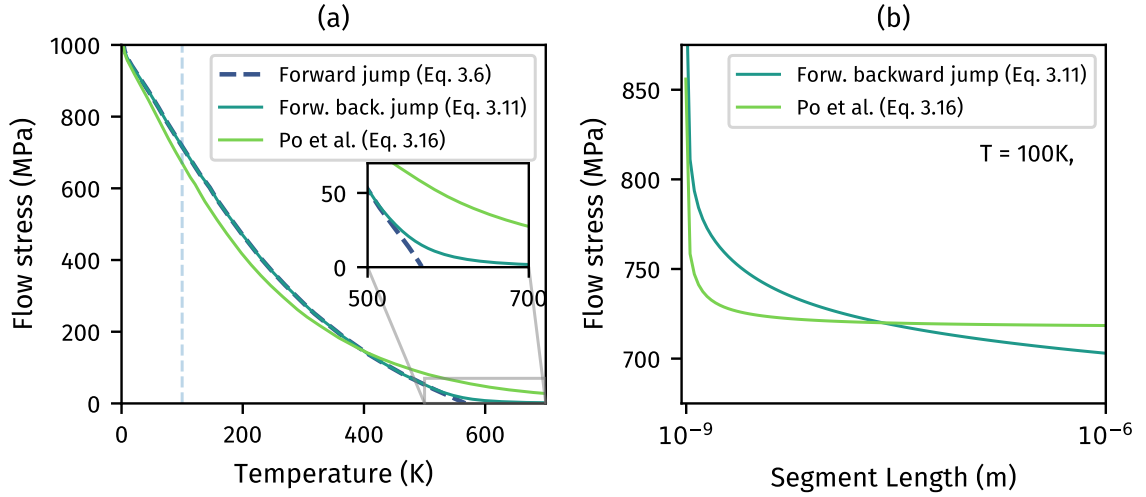 (a)
Flow stress (MPa)
1000
800
600
400
200
0
Forward jump (Eq. 3.6)
Forw. back. jump (Eq. 3.11)
Po et al. (Eq. 3.16)
50
0
500
700
0
200
400
600
Temperature (K)
(b)
Flow stress (MPa)
850
800
750
700
Forw. backward jump (Eq. 3.11)
Po et al. (Eq. 3.16)
T = 100K,
10⁻⁹
10⁻⁶
Segment Length (m)